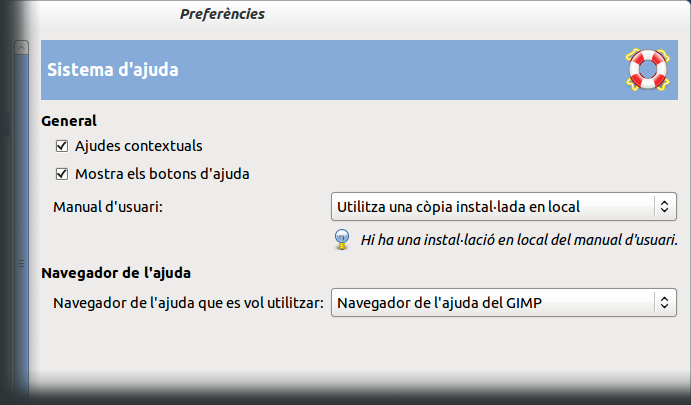 Preferències
Sistema d'ajuda
General
Ajudes contextuals
Mostra els botons d'ajuda
Manual d'usuari: Utilitza una còpia instal·lada en local
Hi ha una instal·lació en local del manual d'usuari.
Navegador de l'ajuda
Navegador de l'ajuda que es vol utilitzar: Navegador de l'ajuda del GIMP